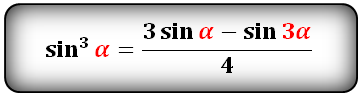 sin³ α = (3 sin α − sin 3α) / 4